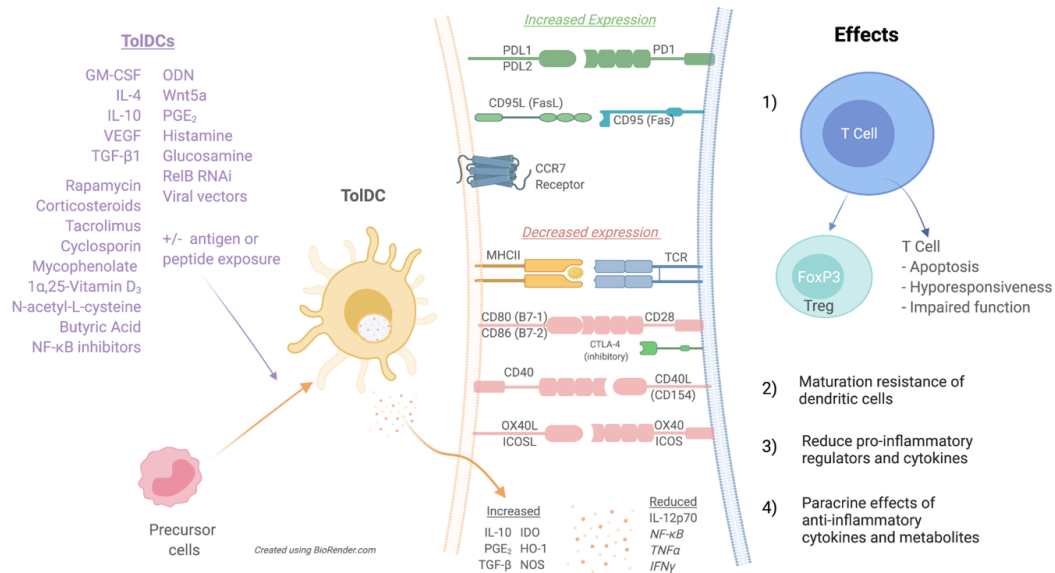 TolDCs
GM-CSF
IL-4
IL-10
VEGF
TGF-β1
Rapamycin
Corticosteroids
Tacrolimus
Cyclosporin
Mycophenolate
1α,25-Vitamin D₃
N-acetyl-L-cysteine
Butyric Acid
NF-κB inhibitors
ODN
Wnt5a
PGE₂
Histamine
Glucosamine
RelB RNAi
Viral vectors
+/- antigen or
peptide exposure
TolDC
Precursor
cells
Created using BioRender.com
Increased Expression
PDL1
PDL2
PD1
CD95L (FasL)
CD95 (Fas)
CCR7
Receptor
Decreased expression
MHCII
TCR
CD80 (B7-1)
CD86 (B7-2)
CD28
CTLA-4
(inhibitory)
CD40
CD40L
(CD154)
OX40L
ICOSL
OX40
ICOS
Increased
IL-10 IDO
PGE₂ HO-1
TGF-β NOS
Reduced
IL-12p70
NF-κB
TNFα
IFNγ
Effects
1)
T Cell
FoxP3
Treg
T Cell
- Apoptosis
- Hyporesponsiveness
- Impaired function
2) Maturation resistance of
dendritic cells
3) Reduce pro-inflammatory
regulators and cytokines
4) Paracrine effects of
anti-inflammatory
cytokines and metabolites